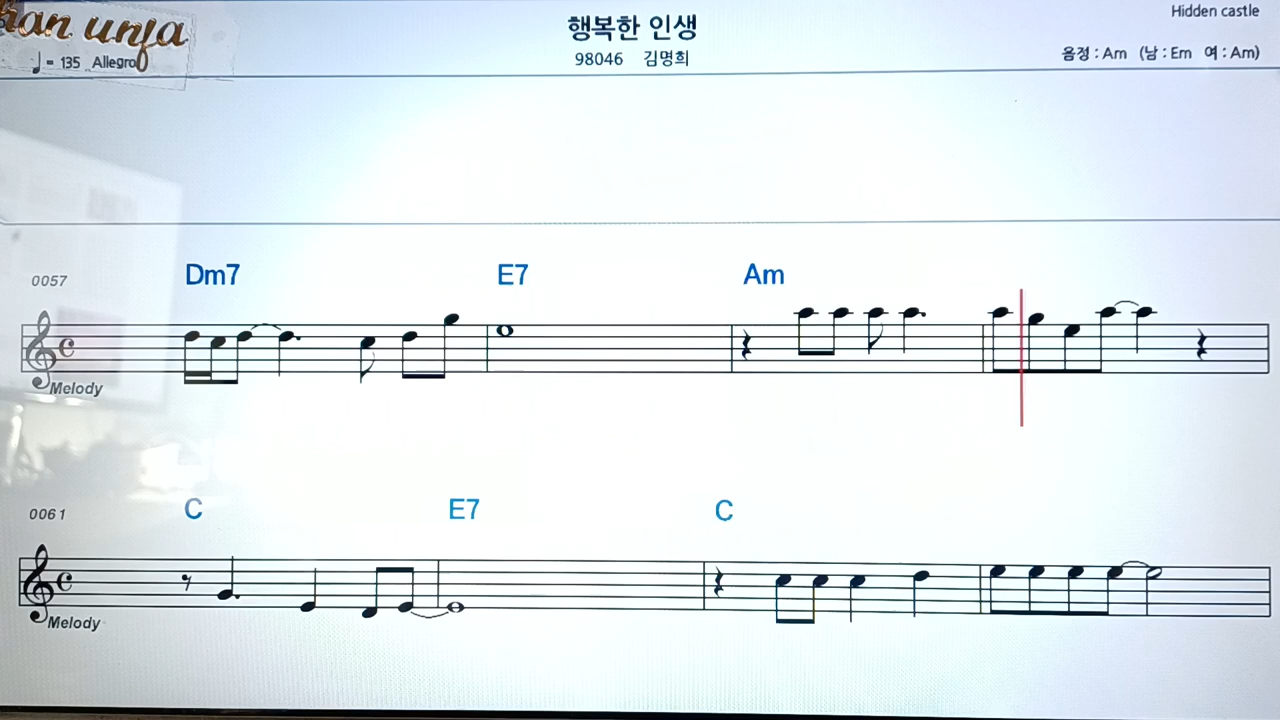 han unja
Hidden castle
행복한 인생
♩ = 135 Allegro
98046 김명희
음정 : Am (남 : Em 여 : Am)
0057
Dm7 E7 Am
Melody
0061
C E7 C
Melody